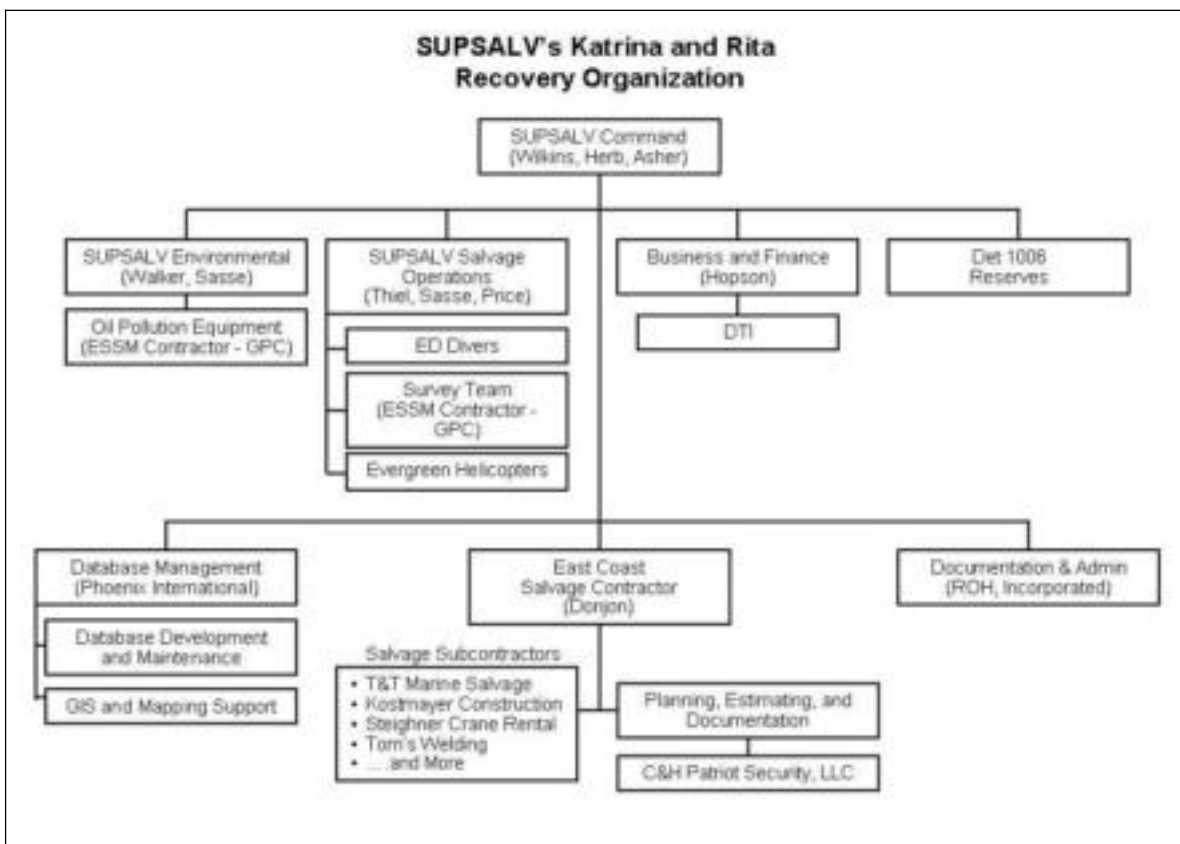 SUPSALV's Katrina and Rita
Recovery Organization
SUPSALV Command
(Wilkins, Herb, Asher)
SUPSALV Environmental
(Walker, Sasse)
SUPSALV Salvage
Operations
(Thiel, Sasse, Price)
Business and Finance
(Hopson)
Det 1006
Reserves
Oil Pollution Equipment
(ESSM Contractor - GPC)
DTI
ED Divers
Survey Team
(ESSM Contractor -
GPC)
Evergreen Helicopters
Database Management
(Phoenix International)
East Coast
Salvage Contractor
(Donjon)
Documentation & Admin
(ROH, Incorporated)
Database Development
and Maintenance
GIS and Mapping Support
Salvage Subcontractors
• T&T Marine Salvage
• Kostmayer Construction
• Steighner Crane Rental
• Tom's Welding
• ....and More
Planning, Estimating, and
Documentation
C&H Patriot Security, LLC